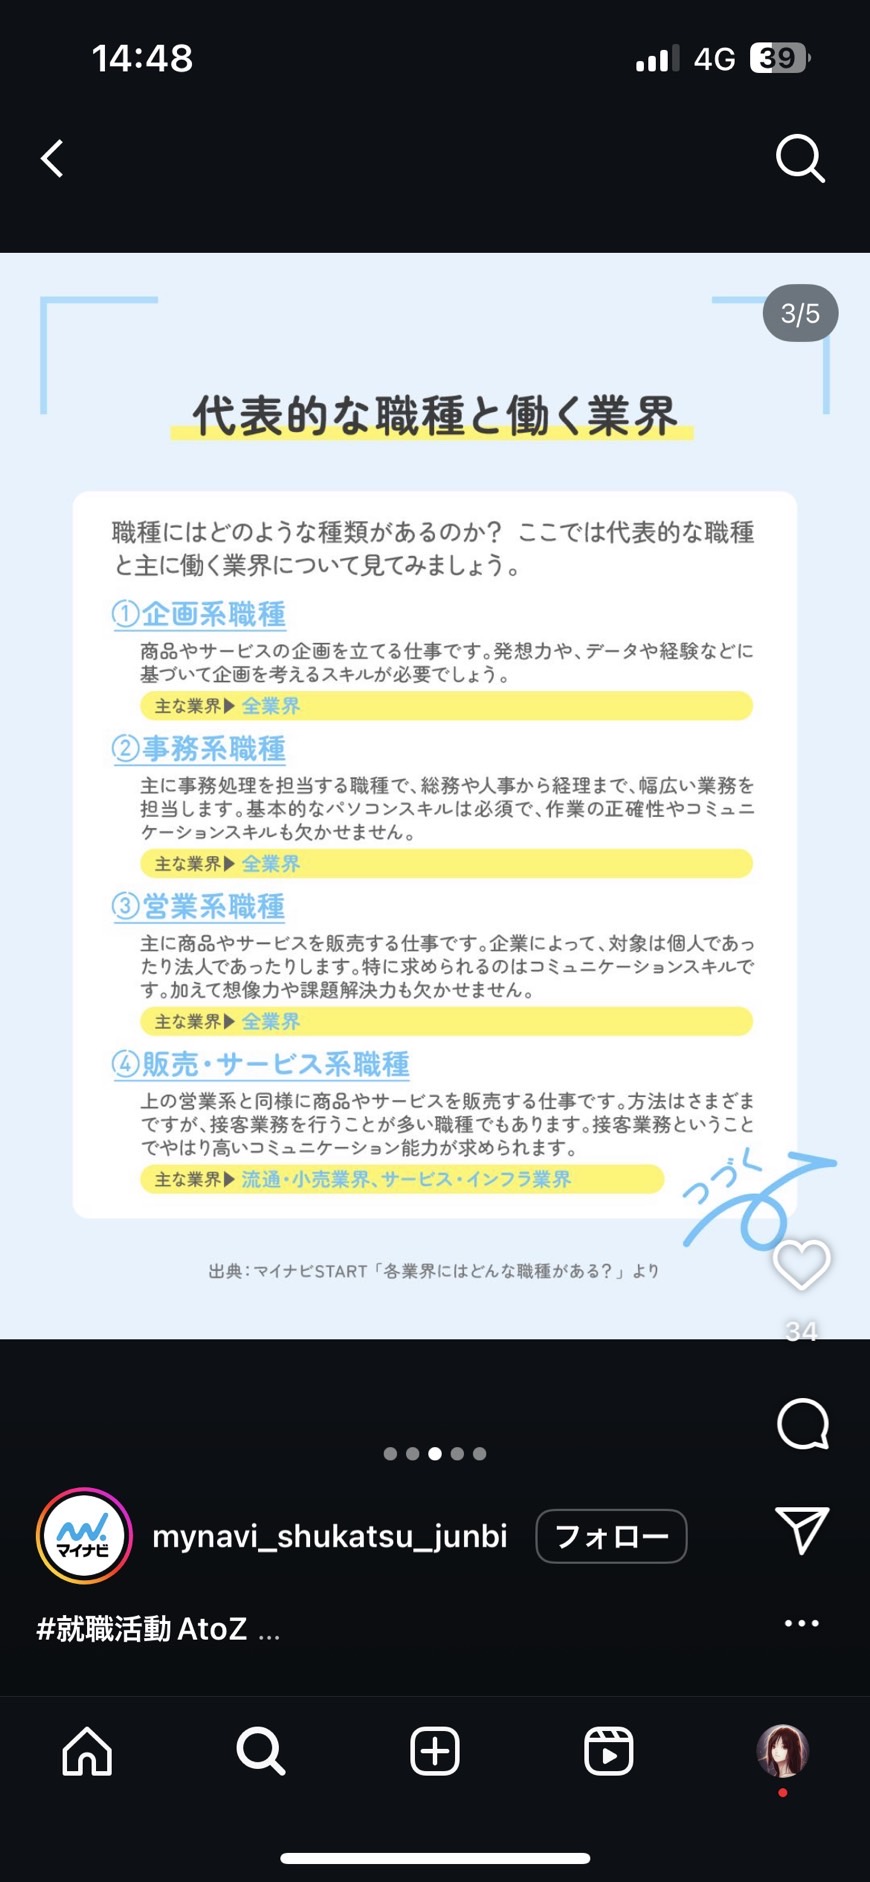 14:48
4G 39
3/5
代表的な職種と働く業界
職種にはどのような種類があるのか？ ここでは代表的な職種
と主に働く業界について見てみましょう。
①企画系職種
商品やサービスの企画を立てる仕事です。発想力や、データや経験などに
基づいて企画を考えるスキルが必要でしょう。
主な業界▶ 全業界
②事務系職種
主に事務処理を担当する職種で、総務や人事から経理まで、幅広い業務を
担当します。基本的なパソコンスキルは必須で、作業の正確性やコミュニ
ケーションスキルも欠かせません。
主な業界▶ 全業界
③営業系職種
主に商品やサービスを販売する仕事です。企業によって、対象は個人であっ
たり法人であったりします。特に求められるのはコミュニケーションスキルで
す。加えて想像力や課題解決力も欠かせません。
主な業界▶ 全業界
④販売・サービス系職種
上の営業系と同様に商品やサービスを販売する仕事です。方法はさまざま
ですが、接客業務を行うことが多い職種でもあります。接客業務ということ
でやはり高いコミュニケーション能力が求められます。
主な業界▶ 流通・小売業界、サービス・インフラ業界
つづく
出典：マイナビSTART「各業界にはどんな職種がある？」より
34
マイナビ
mynavi_shukatsu_junbi
フォロー
#就職活動 AtoZ ...